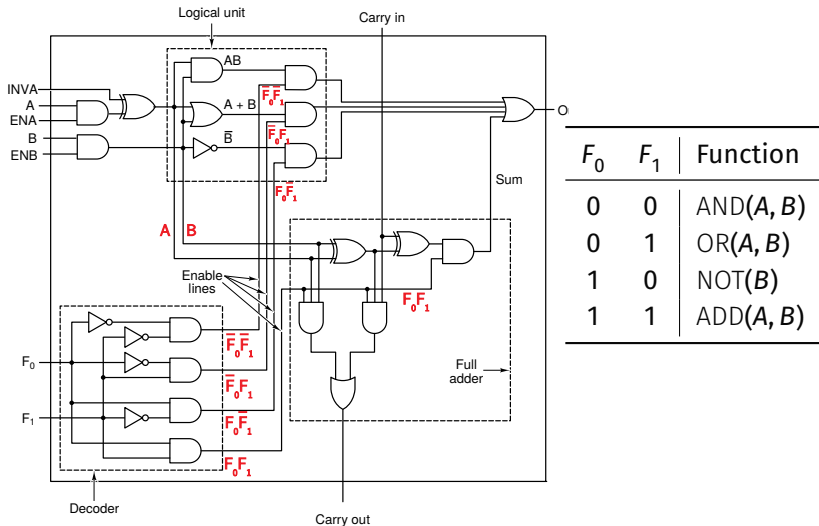 Logical unit
Carry in
INVA
A
ENA
B
ENB
AB
F̅₀F̅₁
A + B
F̅₀F₁
B̅
F₀F̅₁
O
Sum
A B
Enable
lines
F₀F₁
Full
adder
F₀
F₁
F̅₀F̅₁
F̅₀F₁
F₀F̅₁
F₀F₁
Decoder
Carry out
F₀ F₁ Function
0 0 AND(A, B)
0 1 OR(A, B)
1 0 NOT(B)
1 1 ADD(A, B)